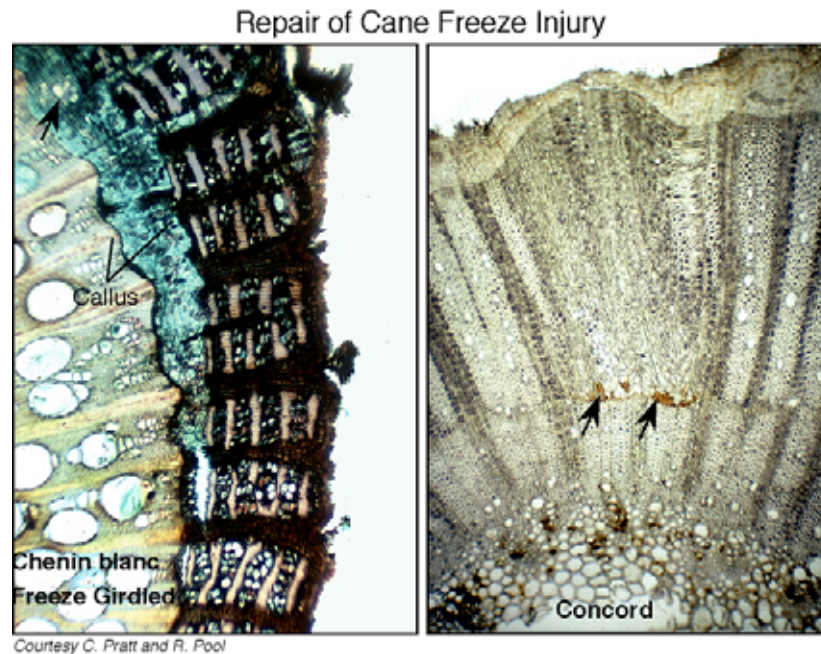 Repair of Cane Freeze Injury
Callus
Chenin blanc
Freeze Girdled
Concord
Courtesy C. Pratt and R. Pool